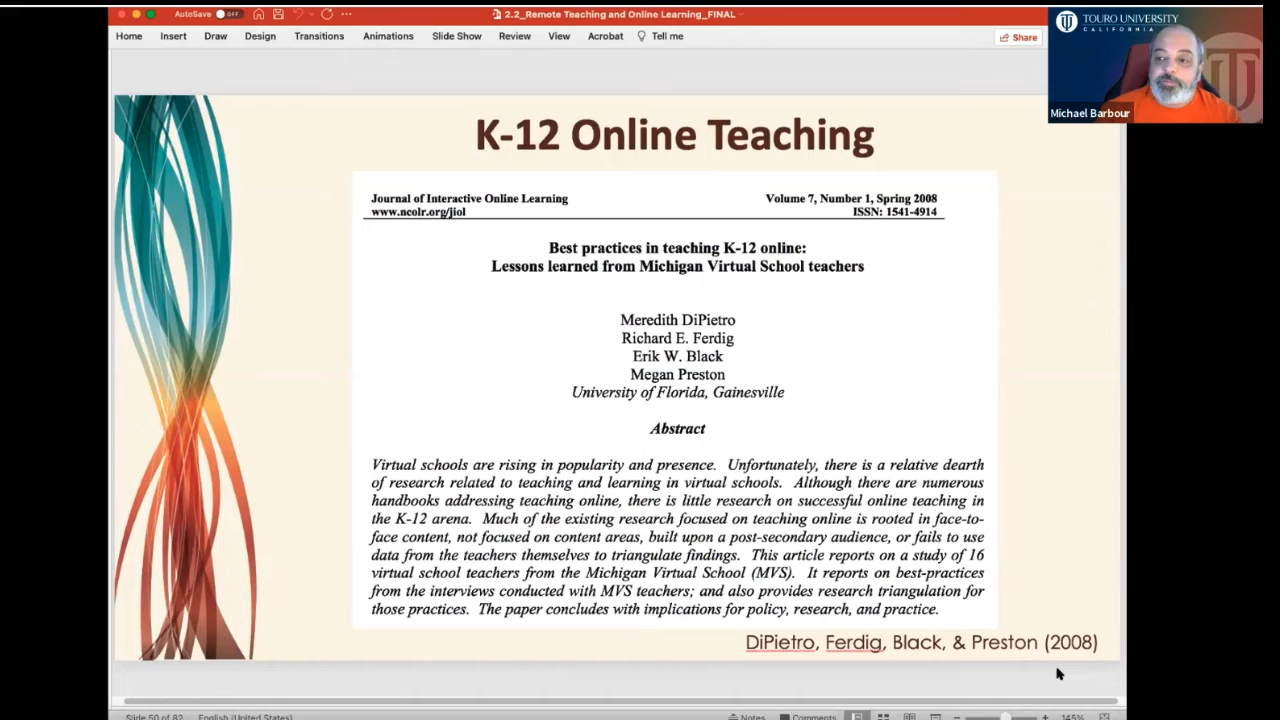 AutoSave OFF
2.2_Remote Teaching and Online Learning_FINAL
Home Insert Draw Design Transitions Animations Slide Show Review View Acrobat Tell me
Share
TOURO UNIVERSITY
CALIFORNIA
Michael Barbour
K-12 Online Teaching
Journal of Interactive Online Learning Volume 7, Number 1, Spring 2008
www.ncolr.org/jiol ISSN: 1541-4914
Best practices in teaching K-12 online:
Lessons learned from Michigan Virtual School teachers
Meredith DiPietro
Richard E. Ferdig
Erik W. Black
Megan Preston
University of Florida, Gainesville
Abstract
Virtual schools are rising in popularity and presence. Unfortunately, there is a relative dearth
of research related to teaching and learning in virtual schools. Although there are numerous
handbooks addressing teaching online, there is little research on successful online teaching in
the K-12 arena. Much of the existing research focused on teaching online is rooted in face-to-
face content, not focused on content areas, built upon a post-secondary audience, or fails to use
data from the teachers themselves to triangulate findings. This article reports on a study of 16
virtual school teachers from the Michigan Virtual School (MVS). It reports on best-practices
from the interviews conducted with MVS teachers; and also provides research triangulation for
those practices. The paper concludes with implications for policy, research, and practice.
DiPietro, Ferdig, Black, & Preston (2008)
Slide 50 of 82 English (United States) Notes Comments 145%